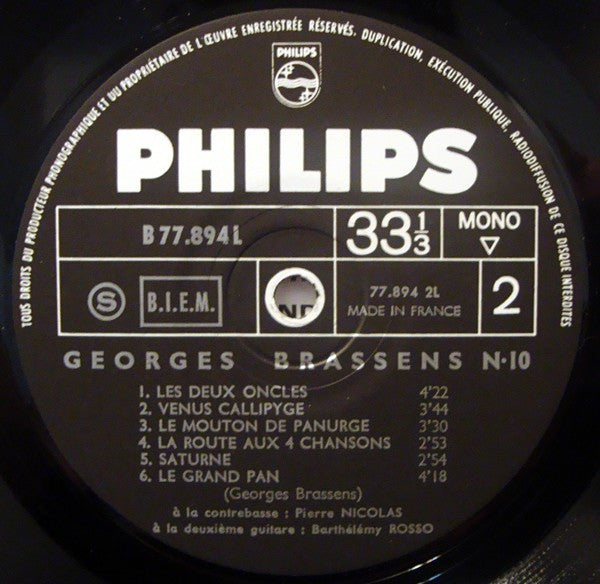 TOUS DROITS DU PRODUCTEUR PHONOGRAPHIQUE ET DU PROPRIÉTAIRE DE L'ŒUVRE ENREGISTRÉE RÉSERVÉS. DUPLICATION, EXÉCUTION PUBLIQUE, RADIODIFFUSION DE CE DISQUE INTERDITES
PHILIPS
PHILIPS
B 77.894 L
33 1/3
MONO
S
B.I.E.M.
77.894 2L
MADE IN FRANCE
2
GEORGES BRASSENS N·10
1. LES DEUX ONCLES 4'22
2. VENUS CALLIPYGE 3'44
3. LE MOUTON DE PANURGE 3'30
4. LA ROUTE AUX 4 CHANSONS 2'53
5. SATURNE 2'54
6. LE GRAND PAN 4'18
(Georges Brassens)
à la contrebasse : Pierre NICOLAS
à la deuxième guitare : Barthélémy ROSSO